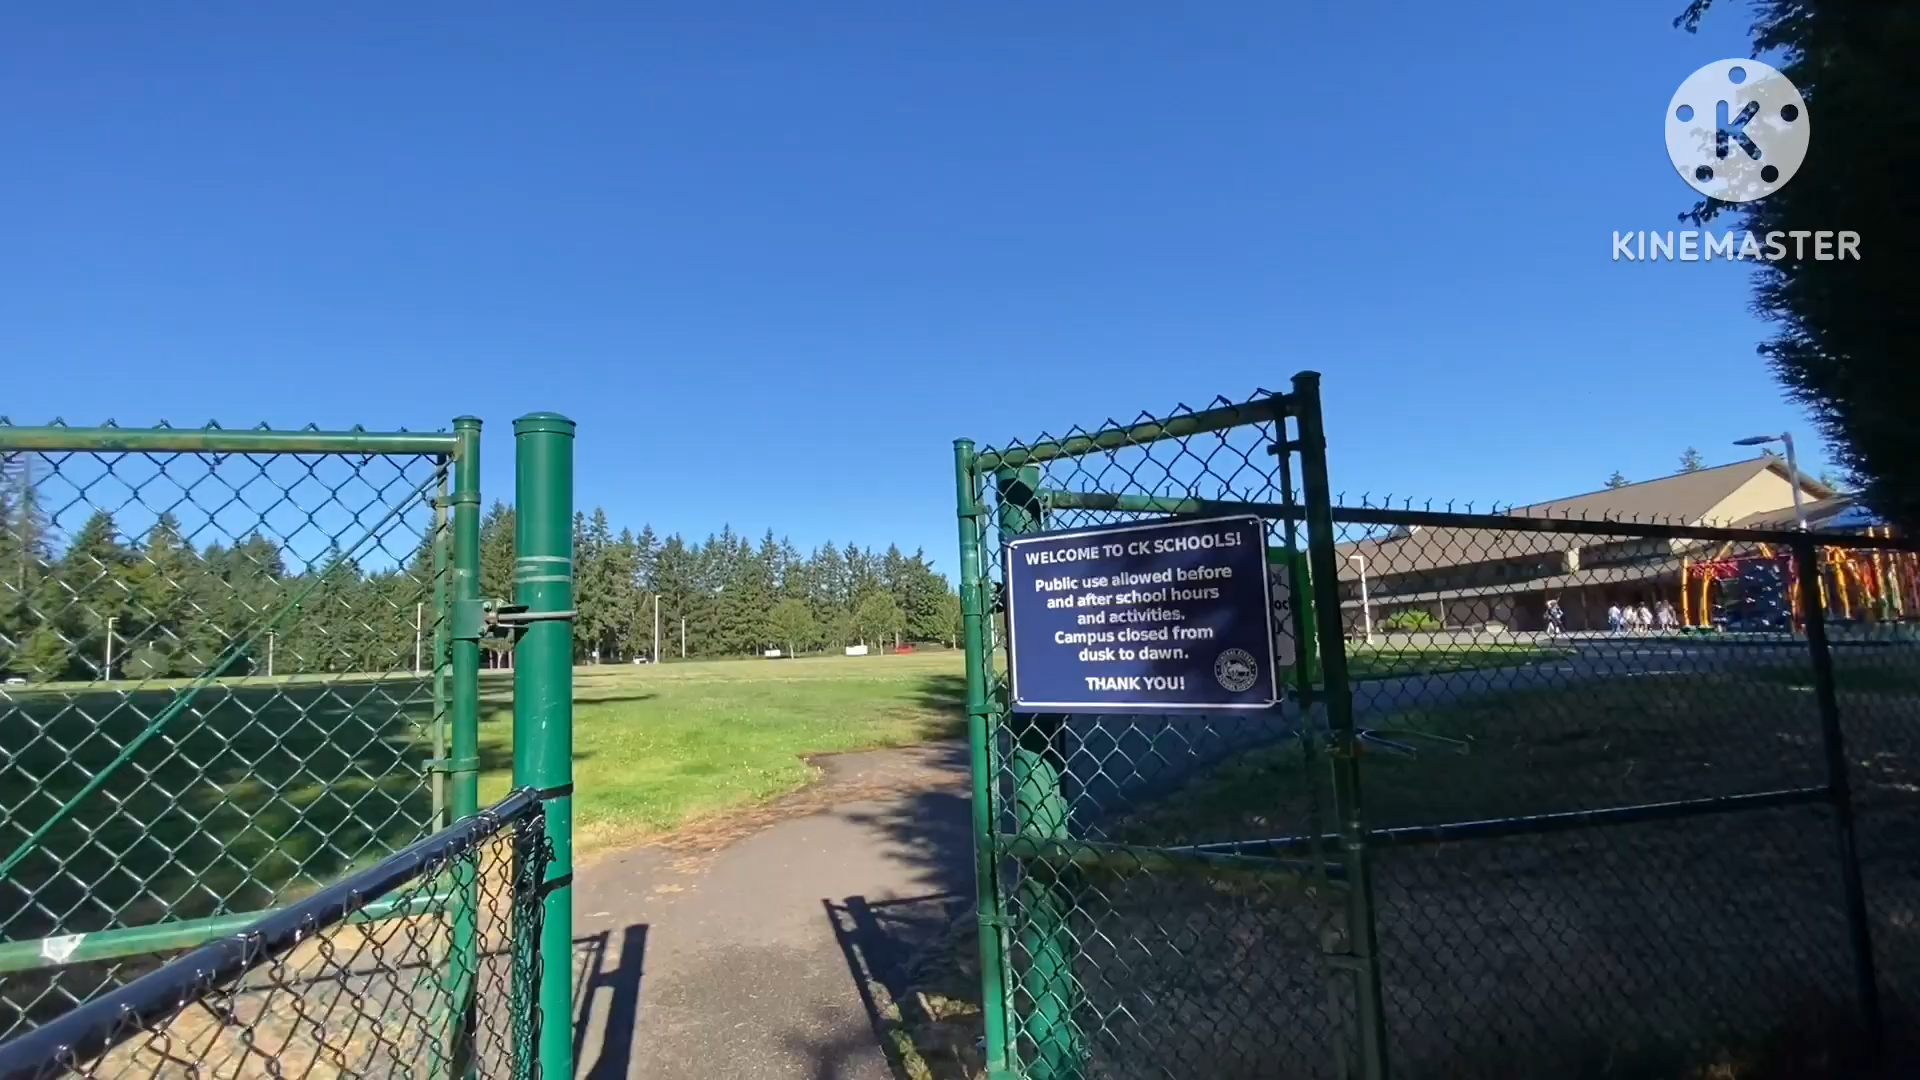 K
KINEMASTER
WELCOME TO CK SCHOOLS!
Public use allowed before
and after school hours
and activities.
Campus closed from
dusk to dawn.
THANK YOU!